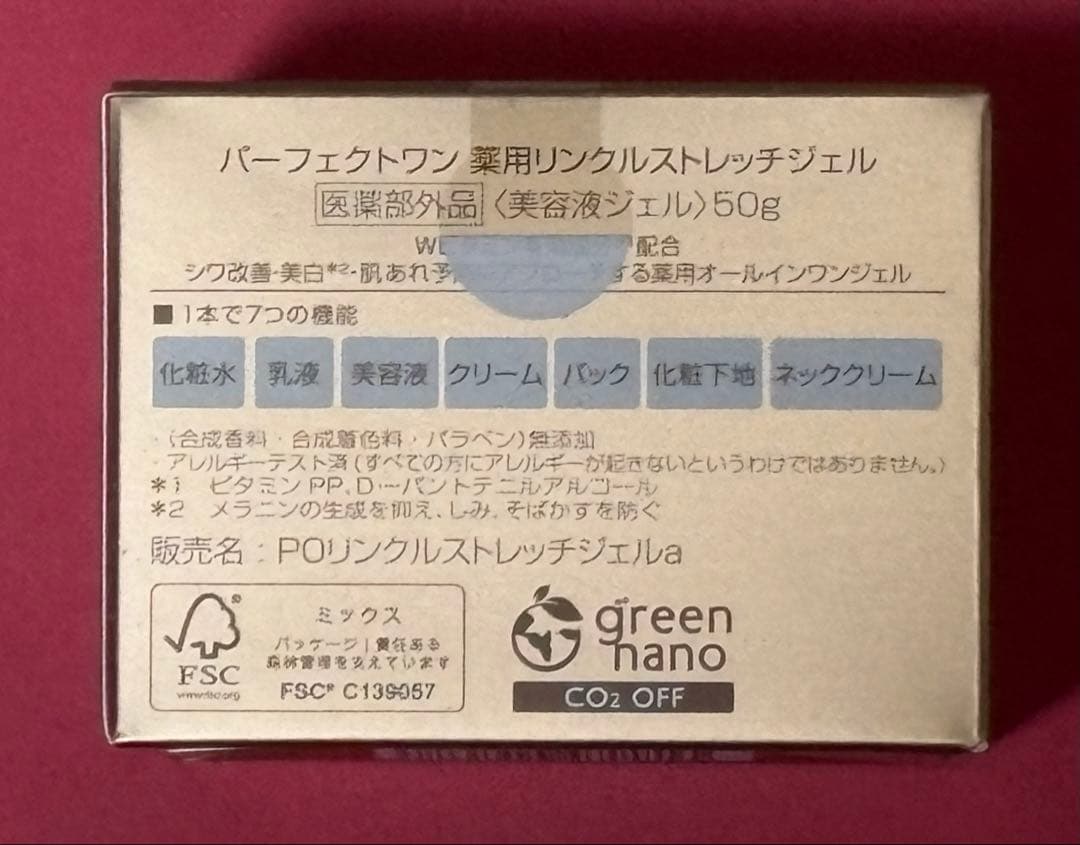 パーフェクトワン 薬用リンクルストレッチジェル
医薬部外品〈美容液ジェル〉50g
W 配合
シワ改善・美白*2・肌あれ予 する薬用オールインワンジェル
■1本で7つの機能
化粧水 乳液 美容液 クリーム パック 化粧下地 ネッククリーム
・(合成香料・合成着色料・パラベン)無添加
・アレルギーテスト済(すべての方にアレルギーが起きないというわけではありません。)
*1 ビタミンPP、D-パントテニルアルコール
*2 メラニンの生成を抑え、しみ、そばかすを防ぐ
販売名:POリンクルストレッチジェルa
FSC
www.fsc.org
ミックス
パッケージ|責任ある
森林管理を支えています
FSC® C139057
green
nano
CO2 OFF